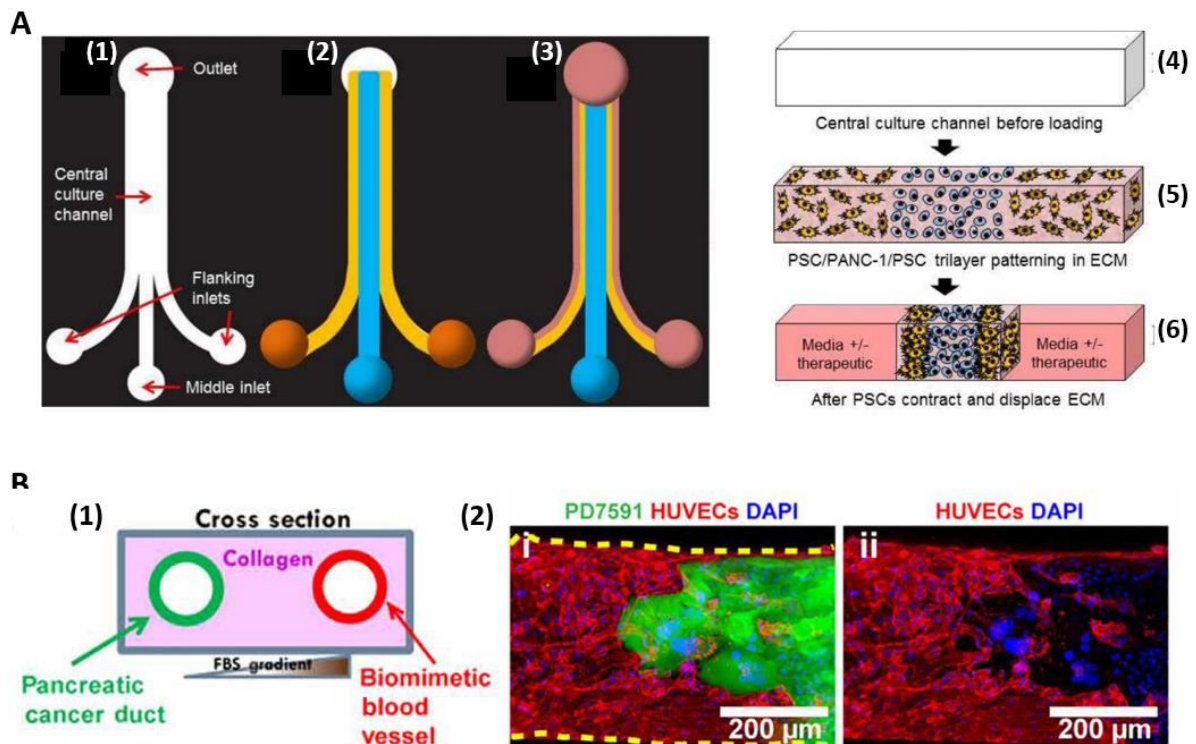 A
(1)
Outlet
Central
culture
channel
Flanking
inlets
Middle inlet
(2)
(3)
(4)
Central culture channel before loading
(5)
PSC/PANC-1/PSC trilayer patterning in ECM
(6)
Media +/-
therapeutic
Media +/-
therapeutic
After PSCs contract and displace ECM
B
(1)
Cross section
Collagen
FBS gradient
Pancreatic
cancer duct
Biomimetic
blood
vessel
(2)
PD7591 HUVECs DAPI
i
200 µm
HUVECs DAPI
ii
200 µm